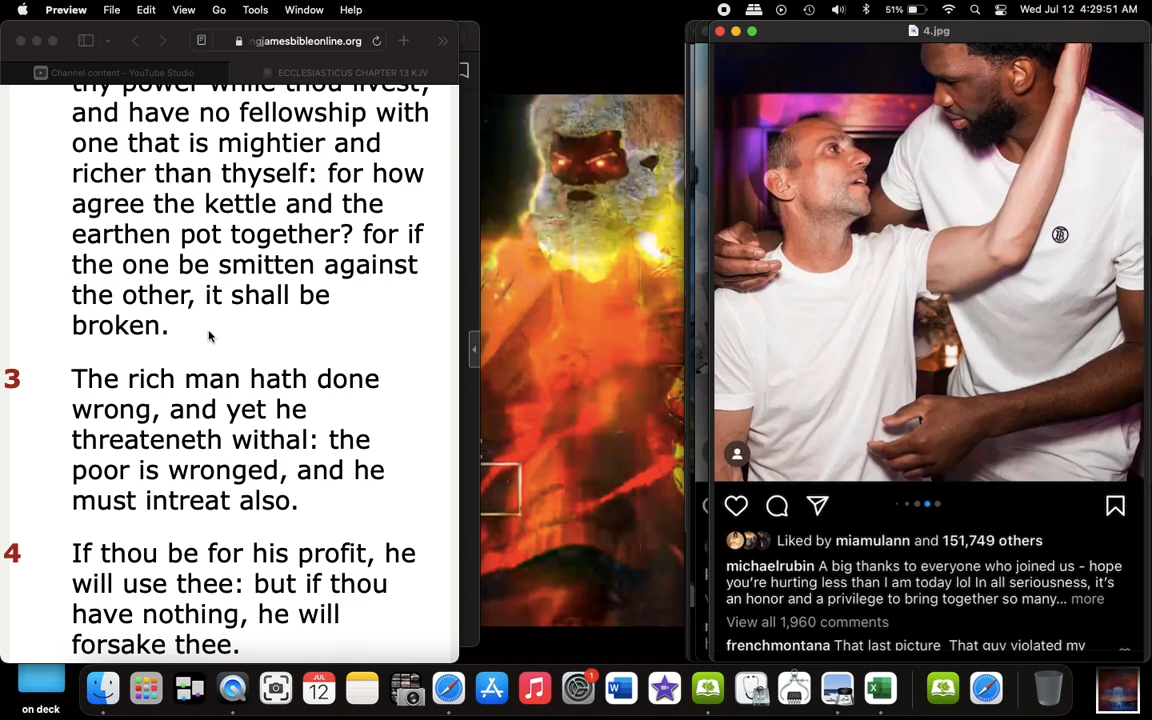 Preview File Edit View Go Tools Window Help
51% Wed Jul 12 4:29:51 AM
ngjamesbibleonline.org
4.jpg
Channel content - YouTube Studio
ECCLESIASTICUS CHAPTER 13 KJV
thy power while thou livest;
and have no fellowship with
one that is mightier and
richer than thyself: for how
agree the kettle and the
earthen pot together? for if
the one be smitten against
the other, it shall be
broken.
3 The rich man hath done
wrong, and yet he
threateneth withal: the
poor is wronged, and he
must intreat also.
4 If thou be for his profit, he
will use thee: but if thou
have nothing, he will
forsake thee.
Liked by miamulann and 151,749 others
michaelrubin A big thanks to everyone who joined us - hope
you're hurting less than I am today lol In all seriousness, it's
an honor and a privilege to bring together so many... more
View all 1,960 comments
frenchmontana That last picture That guy violated my
JUL
12
1
on deck